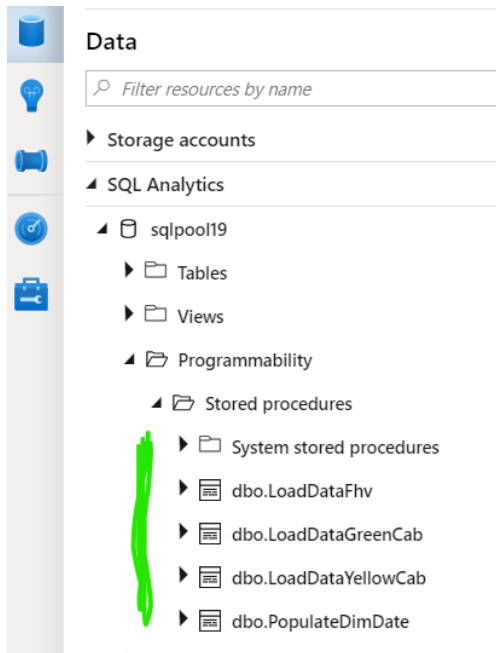 Data
Filter resources by name
Storage accounts
SQL Analytics
sqlpool19
Tables
Views
Programmability
Stored procedures
System stored procedures
dbo.LoadDataFhv
dbo.LoadDataGreenCab
dbo.LoadDataYellowCab
dbo.PopulateDimDate